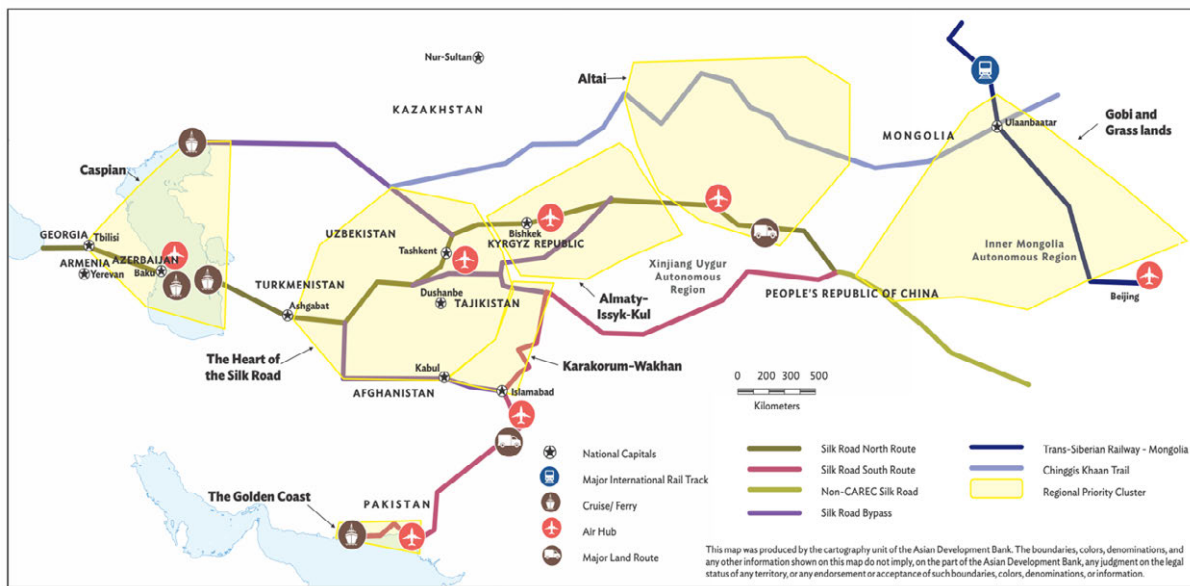 Nur-Sultan
Altai
KAZAKHSTAN
MONGOLIA
Ulaanbaatar
Gobi and
Grass lands
Caspian
GEORGIA
Tbilisi
ARMENIA
Yerevan
AZERBAIJAN
Baku
UZBEKISTAN
Tashkent
Bishkek
KYRGYZ REPUBLIC
TURKMENISTAN
Ashgabat
Dushanbe
TAJIKISTAN
Almaty-
Issyk-Kul
Xinjiang Uygur
Autonomous
Region
PEOPLE'S REPUBLIC OF CHINA
Inner Mongolia
Autonomous Region
Beijing
The Heart of
the Silk Road
Kabul
AFGHANISTAN
Islamabad
Karakorum-Wakhan
The Golden Coast
PAKISTAN
0 200 300 400 500
Kilometers
National Capitals
Major International Rail Track
Cruise/ Ferry
Air Hub
Major Land Route
Silk Road North Route
Silk Road South Route
Non-CAREC Silk Road
Silk Road Bypass
Trans-Siberian Railway - Mongolia
Chinggis Khaan Trail
Regional Priority Cluster
This map was produced by the cartography unit of the Asian Development Bank. The boundaries, colors, denominations, and
any other information shown on this map do not imply, on the part of the Asian Development Bank, any judgment on the legal
status of any territory, or any endorsement or acceptance of such boundaries, colors, denominations, or information.